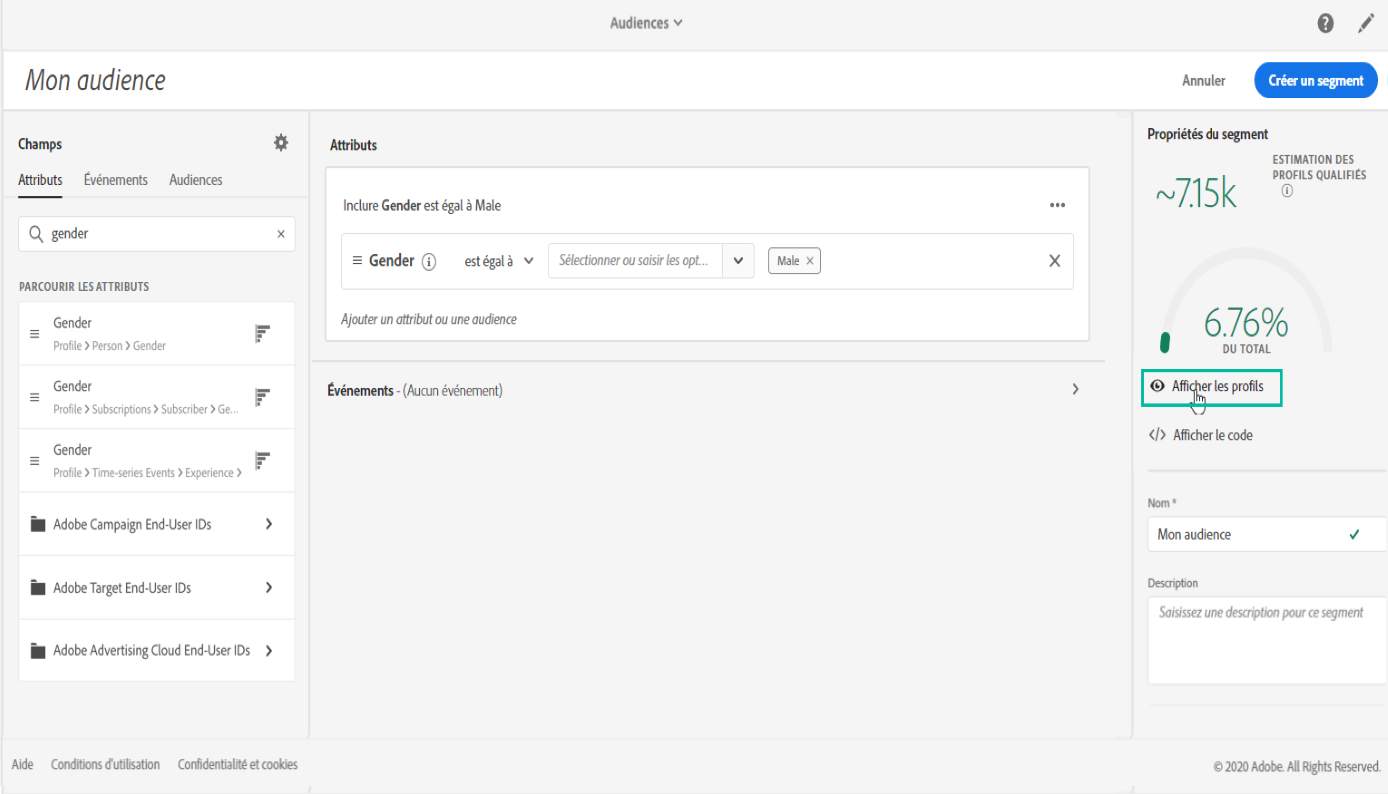 Audiences
Mon audience
Annuler
Créer un segment
Champs
Attributs Événements Audiences
gender
PARCOURIR LES ATTRIBUTS
Gender
Profile > Person > Gender
Gender
Profile > Subscriptions > Subscriber > Ge...
Gender
Profile > Time-series Events > Experience >
Adobe Campaign End-User IDs
Adobe Target End-User IDs
Adobe Advertising Cloud End-User IDs
Attributs
Inclure Gender est égal à Male
Gender est égal à Sélectionner ou saisir les opt... Male
Ajouter un attribut ou une audience
Événements - (Aucun événement)
Propriétés du segment
~7.15k
ESTIMATION DES
PROFILS QUALIFIÉS
6.76%
DU TOTAL
Afficher les profils
</> Afficher le code
Nom *
Mon audience
Description
Saisissez une description pour ce segment
Aide Conditions d'utilisation Confidentialité et cookies
© 2020 Adobe. All Rights Reserved.